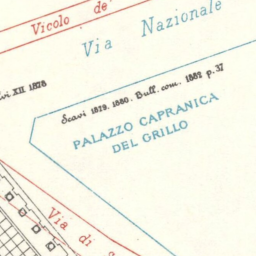 Vicolo de
Via Nazionale
vi. XII. 1828
Scavi 1879. 1880. Bull. com. 1882 p. 37
PALAZZO CAPRANICA
DEL GRILLO
Via di